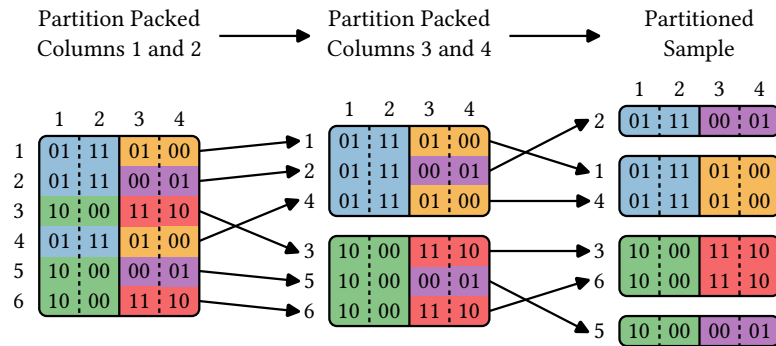 Partition Packed
Columns 1 and 2
Partition Packed
Columns 3 and 4
Partitioned
Sample
1 2 3 4
1 01 11 01 00
2 01 11 00 01
3 10 00 11 10
4 01 11 01 00
5 10 00 00 01
6 10 00 11 10
1 2 3 4
1 01 11 01 00
2 01 11 00 01
4 01 11 01 00
3 10 00 11 10
5 10 00 00 01
6 10 00 11 10
1 2 3 4
2 01 11 00 01
1 01 11 01 00
4 01 11 01 00
3 10 00 11 10
6 10 00 11 10
5 10 00 00 01